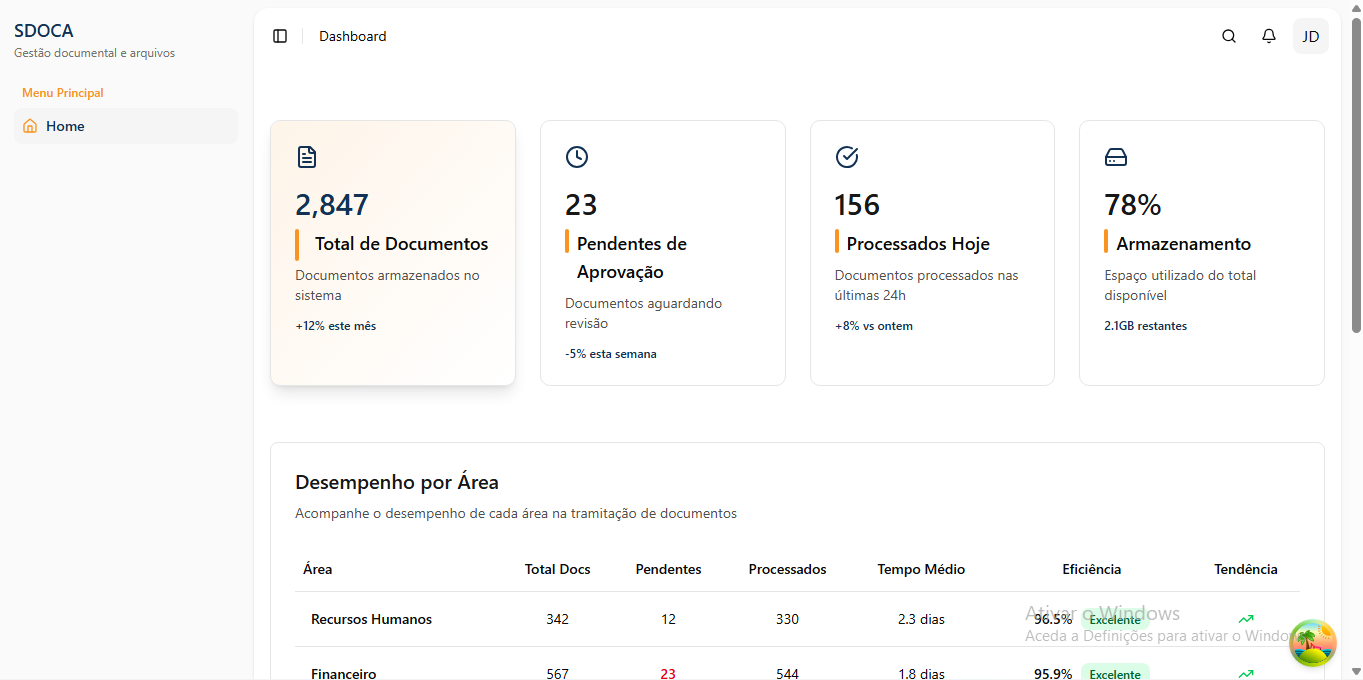 SDOCA
Gestão documental e arquivos
Menu Principal
Home
Dashboard
JD
2,847
Total de Documentos
Documentos armazenados no
sistema
+12% este mês
23
Pendentes de
Aprovação
Documentos aguardando
revisão
-5% esta semana
156
Processados Hoje
Documentos processados nas
últimas 24h
+8% vs ontem
78%
Armazenamento
Espaço utilizado do total
disponível
2.1GB restantes
Desempenho por Área
Acompanhe o desempenho de cada área na tramitação de documentos
Área Total Docs Pendentes Processados Tempo Médio Eficiência Tendência
Recursos Humanos 342 12 330 2.3 dias 96.5% Excelente
Financeiro 567 23 544 1.8 dias 95.9% Excelente
Ativar o Windows
Aceda a Definições para ativar o